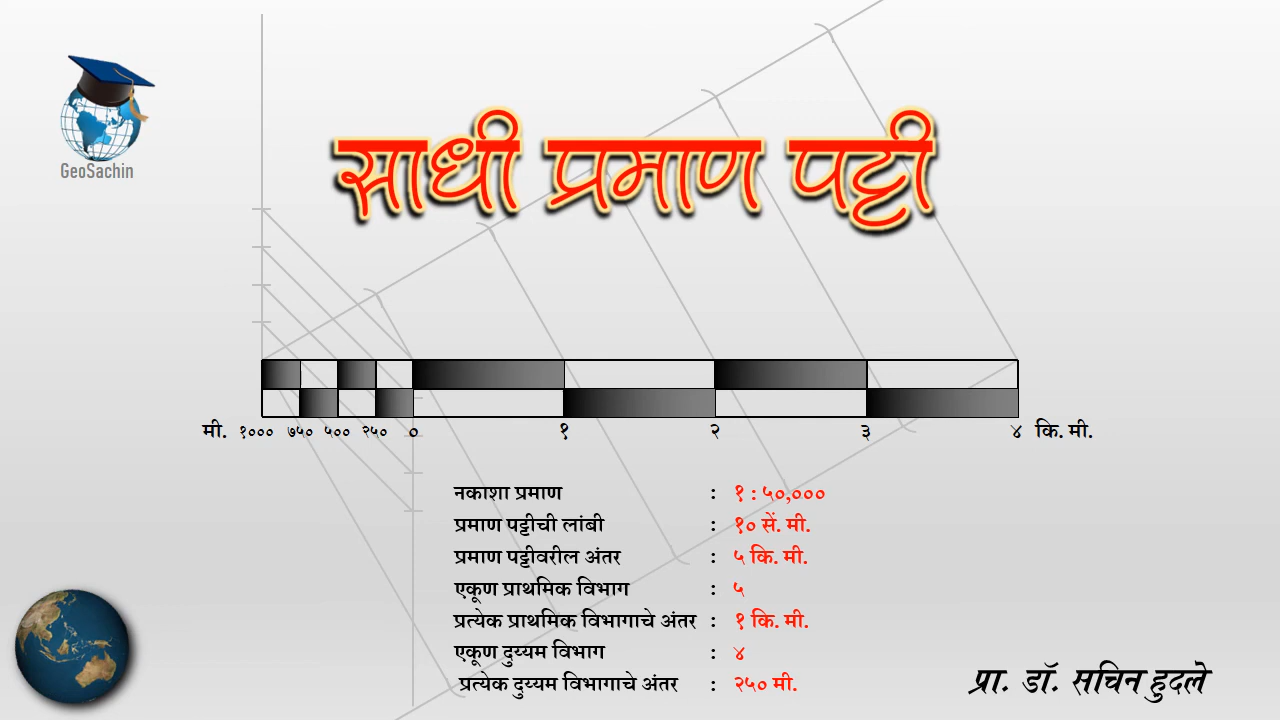 GeoSachin
साधी प्रमाण पट्टी
मी. १००० ७५० ५०० २५० ० १ २ ३ ४ कि. मी.
नकाशा प्रमाण : १ : ५०,०००
प्रमाण पट्टीची लांबी : १० सें. मी.
प्रमाण पट्टीवरील अंतर : ५ कि. मी.
एकूण प्राथमिक विभाग : ५
प्रत्येक प्राथमिक विभागाचे अंतर : १ कि. मी.
एकूण दुय्यम विभाग : ४
प्रत्येक दुय्यम विभागाचे अंतर : २५० मी.
प्रा. डॉ. सचिन हुदले